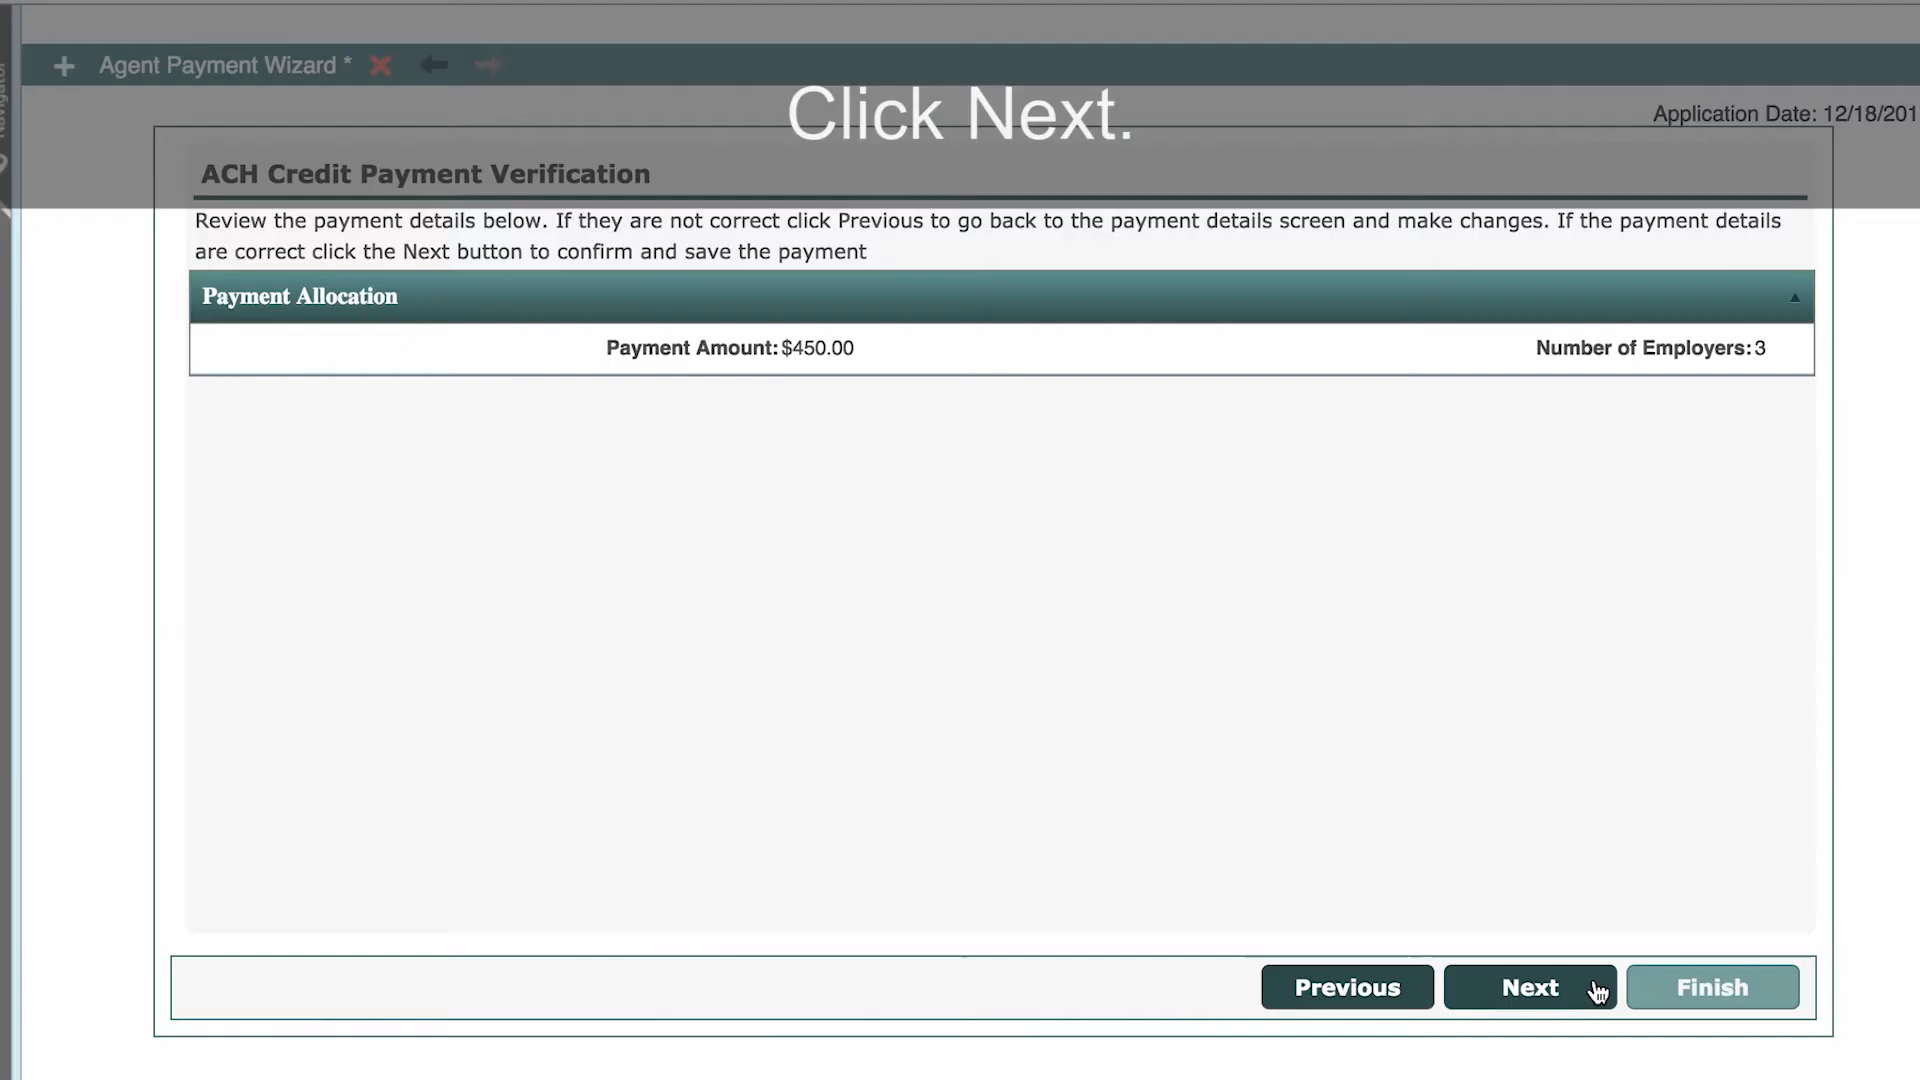 Agent Payment Wizard *
Click Next.
Application Date: 12/18/201
ACH Credit Payment Verification
Review the payment details below. If they are not correct click Previous to go back to the payment details screen and make changes. If the payment details
are correct click the Next button to confirm and save the payment
Payment Allocation
Payment Amount: $450.00
Number of Employers: 3
Previous
Next
Finish